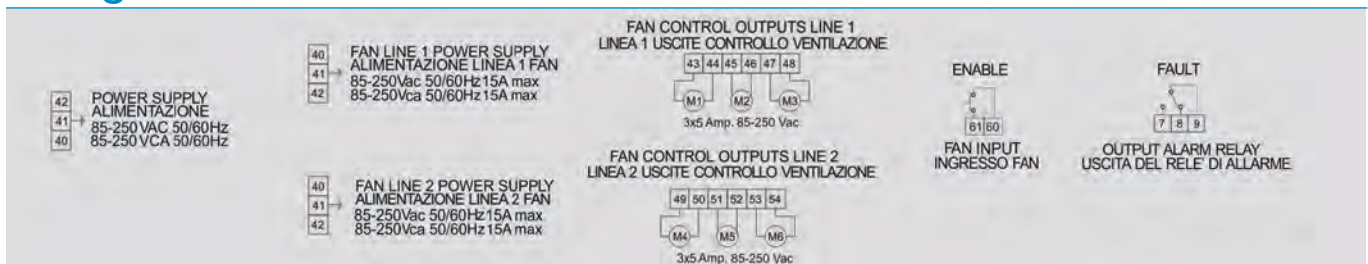 42
41
40
POWER SUPPLY
ALIMENTAZIONE
85-250 VAC 50/60Hz
85-250 VCA 50/60Hz
40
41
42
FAN LINE 1 POWER SUPPLY
ALIMENTAZIONE LINEA 1 FAN
85-250Vac 50/60Hz 15A max
85-250Vca 50/60Hz 15A max
40
41
42
FAN LINE 2 POWER SUPPLY
ALIMENTAZIONE LINEA 2 FAN
85-250Vac 50/60Hz 15A max
85-250Vca 50/60Hz 15A max
FAN CONTROL OUTPUTS LINE 1
LINEA 1 USCITE CONTROLLO VENTILAZIONE
43 44 45 46 47 48
M1 M2 M3
3x5 Amp. 85-250 Vac
FAN CONTROL OUTPUTS LINE 2
LINEA 2 USCITE CONTROLLO VENTILAZIONE
49 50 51 52 53 54
M4 M5 M6
3x5 Amp. 85-250 Vac
ENABLE
61 60
FAN INPUT
INGRESSO FAN
FAULT
7 8 9
OUTPUT ALARM RELAY
USCITA DEL RELE' DI ALLARME